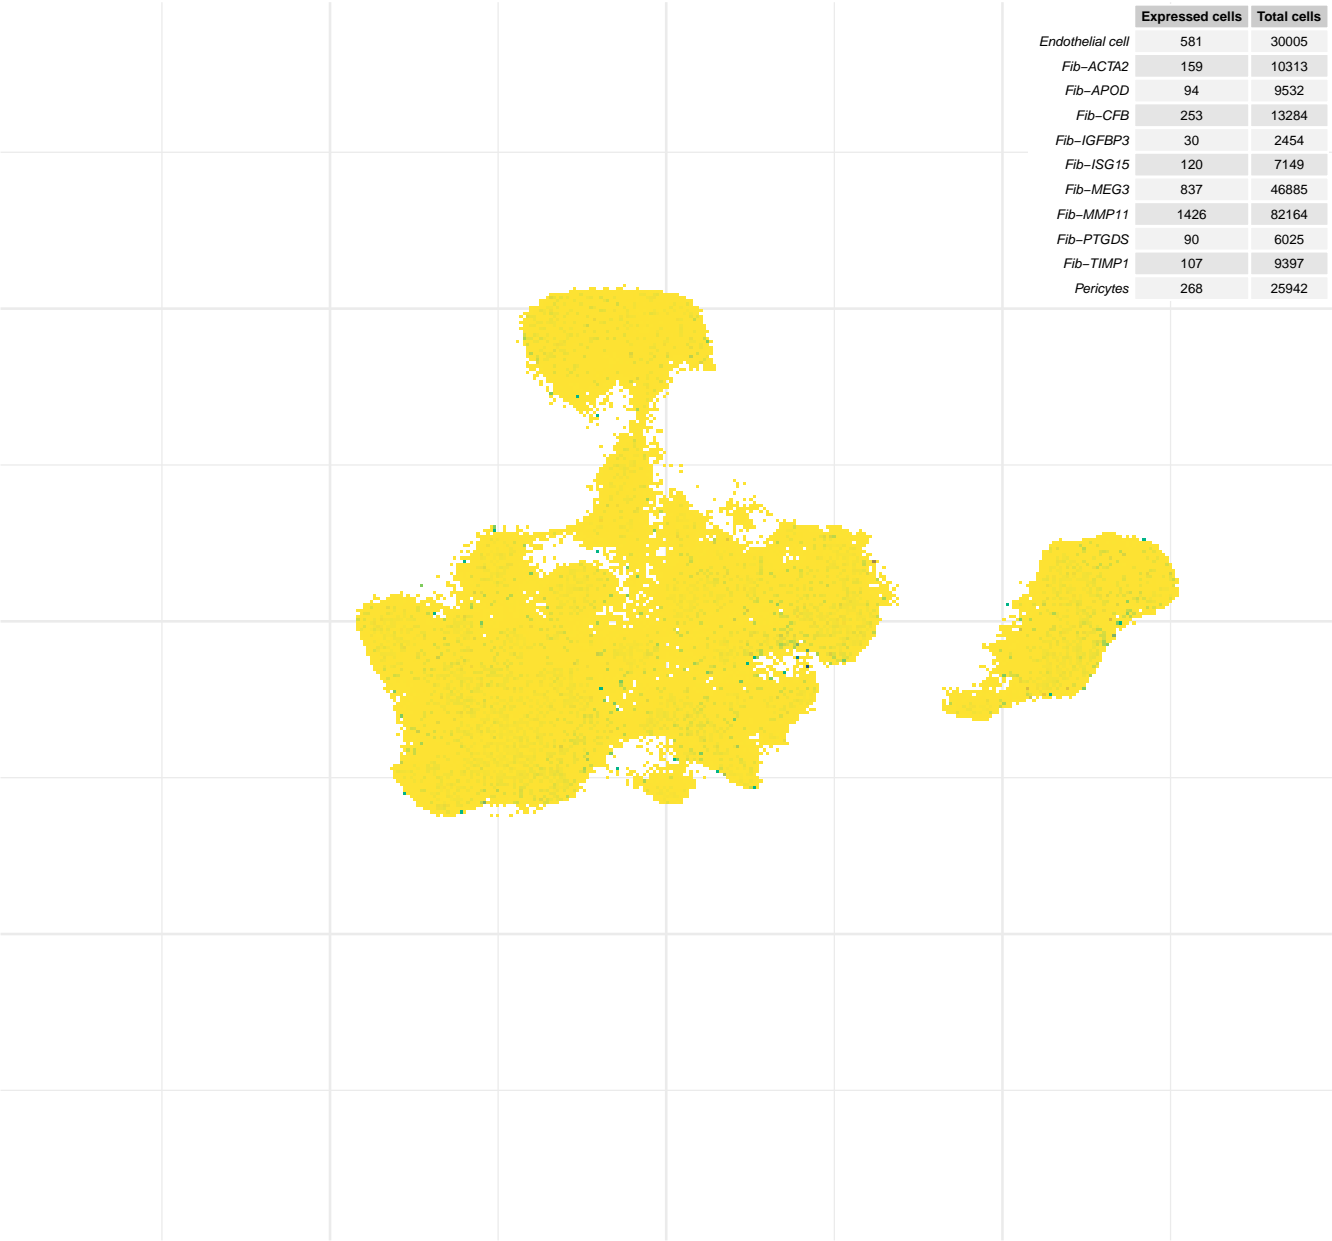 Expressed cells Total cells
Endothelial cell 581 30005
Fib−ACTA2 159 10313
Fib−APOD 94 9532
Fib−CFB 253 13284
Fib−IGFBP3 30 2454
Fib−ISG15 120 7149
Fib−MEG3 837 46885
Fib−MMP11 1426 82164
Fib−PTGDS 90 6025
Fib−TIMP1 107 9397
Pericytes 268 25942